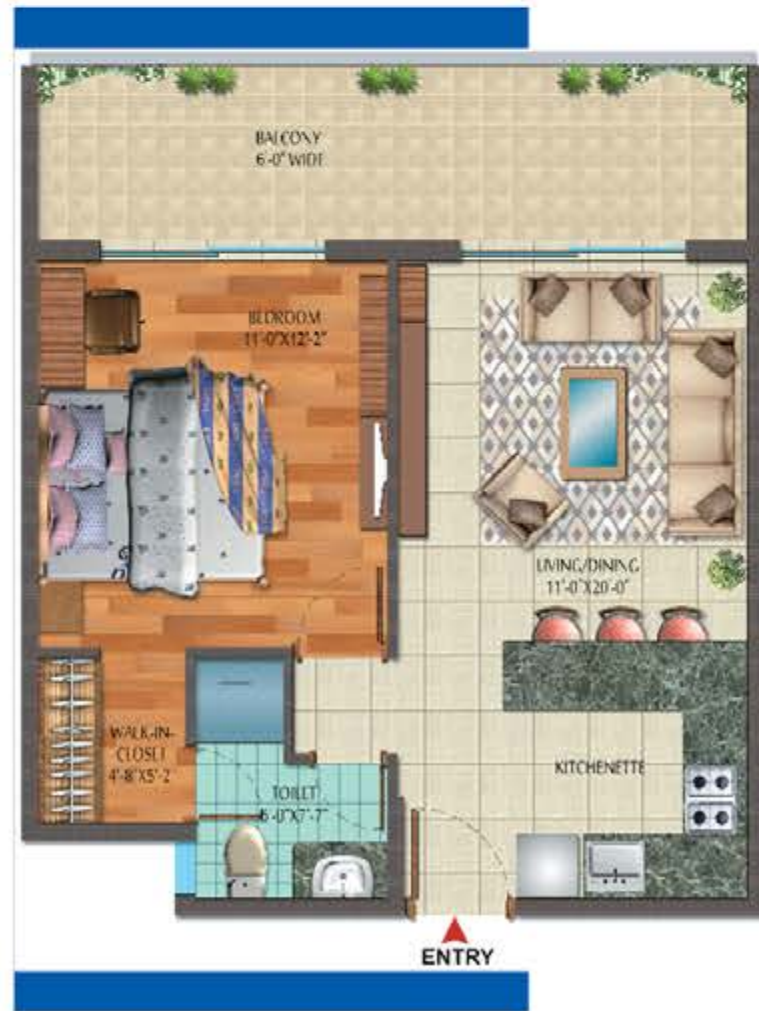 BALCONY
6'-0" WIDE
BEDROOM
11'-0"X12'-2"
LIVING/DINING
11'-0"X20'-0"
WALK-IN-
CLOSET
4'-8"X5'-2
TOILET
6'-0"X7'-7"
KITCHENETTE
ENTRY